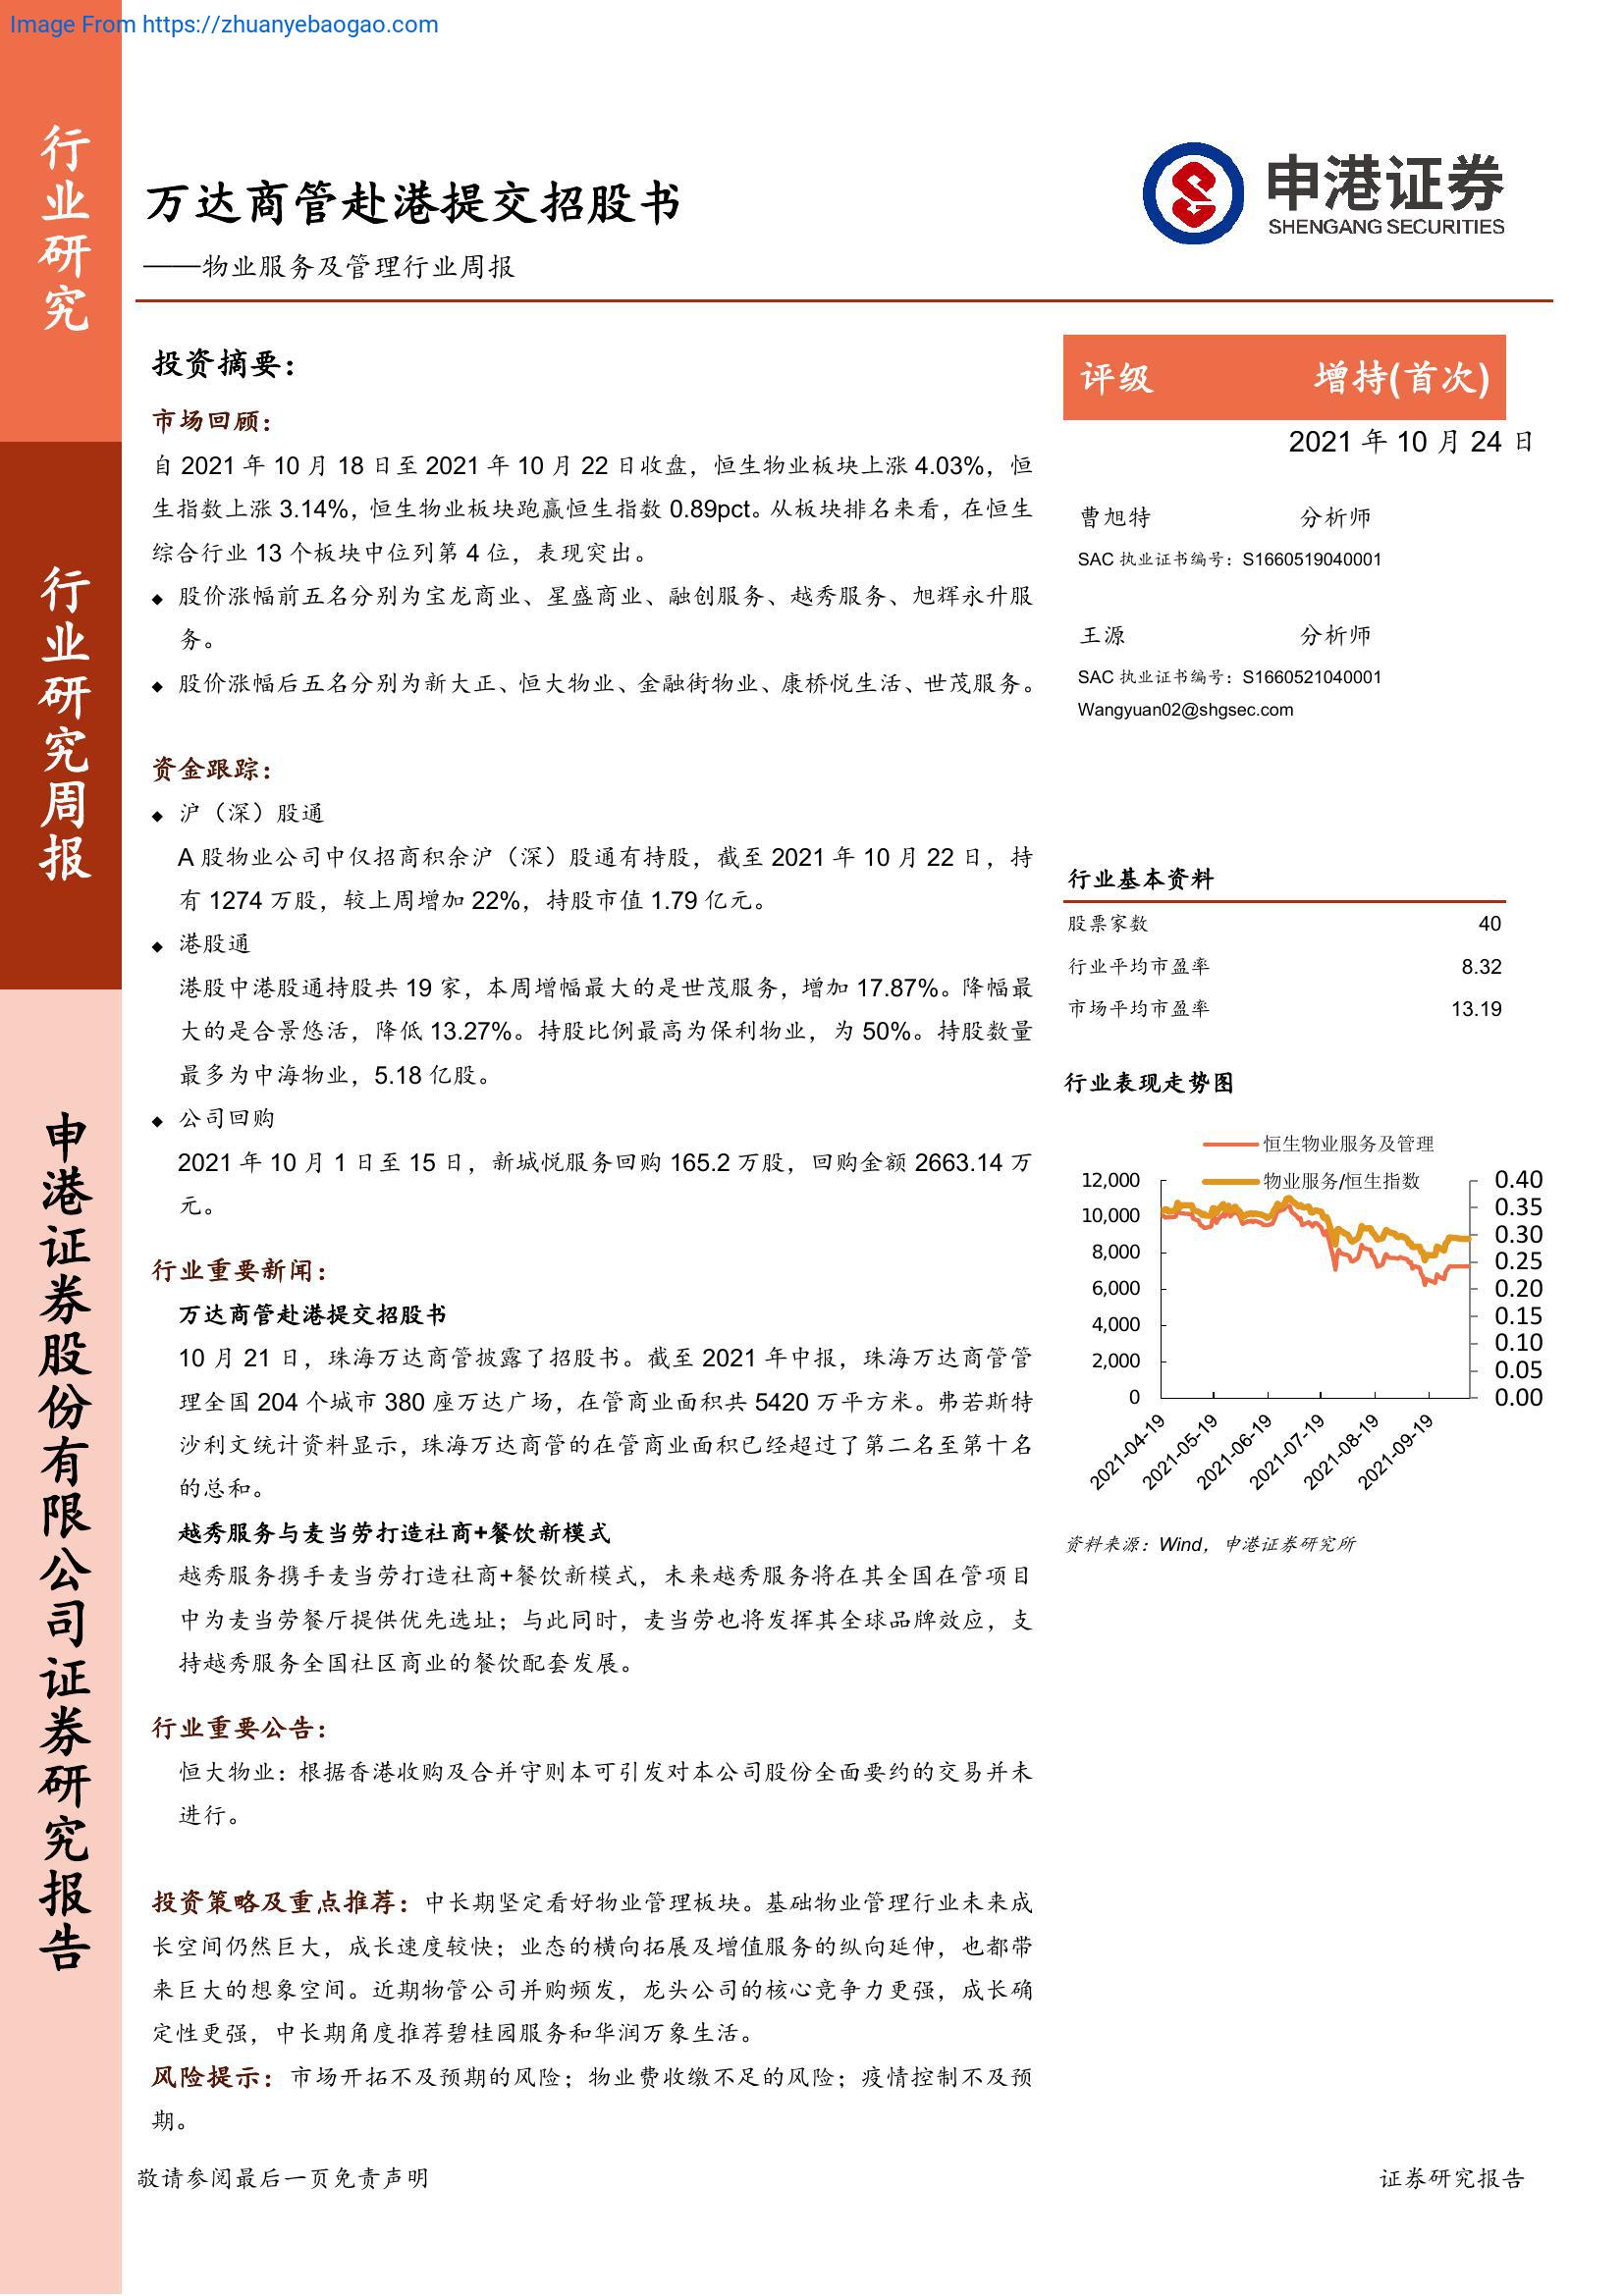 Image From https://zhuanyebaogao.com
行业研究
行业研究周报
申港证券股份有限公司证券研究报告
万达商管赴港提交招股书
——物业服务及管理行业周报
申港证券
SHENGANG SECURITIES
投资摘要：
市场回顾：
自 2021 年 10 月 18 日至 2021 年 10 月 22 日收盘，恒生物业板块上涨 4.03%，恒
生指数上涨 3.14%，恒生物业板块跑赢恒生指数 0.89pct。从板块排名来看，在恒生
综合行业 13 个板块中位列第 4 位，表现突出。
◆ 股价涨幅前五名分别为宝龙商业、星盛商业、融创服务、越秀服务、旭辉永升服
务。
◆ 股价涨幅后五名分别为新大正、恒大物业、金融街物业、康桥悦生活、世茂服务。
资金跟踪：
◆ 沪（深）股通
A 股物业公司中仅招商积余沪（深）股通有持股，截至 2021 年 10 月 22 日，持
有 1274 万股，较上周增加 22%，持股市值 1.79 亿元。
◆ 港股通
港股中港股通持股共 19 家，本周增幅最大的是世茂服务，增加 17.87%。降幅最
大的是合景悠活，降低 13.27%。持股比例最高为保利物业，为 50%。持股数量
最多为中海物业，5.18 亿股。
◆ 公司回购
2021 年 10 月 1 日至 15 日，新城悦服务回购 165.2 万股，回购金额 2663.14 万
元。
行业重要新闻：
万达商管赴港提交招股书
10 月 21 日，珠海万达商管披露了招股书。截至 2021 年中报，珠海万达商管管
理全国 204 个城市 380 座万达广场，在管商业面积共 5420 万平方米。弗若斯特
沙利文统计资料显示，珠海万达商管的在管商业面积已经超过了第二名至第十名
的总和。
越秀服务与麦当劳打造社商+餐饮新模式
越秀服务携手麦当劳打造社商+餐饮新模式，未来越秀服务将在其全国在管项目
中为麦当劳餐厅提供优先选址；与此同时，麦当劳也将发挥其全球品牌效应，支
持越秀服务全国社区商业的餐饮配套发展。
行业重要公告：
恒大物业：根据香港收购及合并守则本可引发对本公司股份全面要约的交易并未
进行。
投资策略及重点推荐：中长期坚定看好物业管理板块。基础物业管理行业未来成
长空间仍然巨大，成长速度较快；业态的横向拓展及增值服务的纵向延伸，也都带
来巨大的想象空间。近期物管公司并购频发，龙头公司的核心竞争力更强，成长确
定性更强，中长期角度推荐碧桂园服务和华润万象生活。
风险提示：市场开拓不及预期的风险；物业费收缴不足的风险；疫情控制不及预
期。
评级 增持(首次)
2021 年 10 月 24 日
曹旭特 分析师
SAC 执业证书编号：S1660519040001
王源 分析师
SAC 执业证书编号：S1660521040001
Wangyuan02@shgsec.com
行业基本资料
股票家数 40
行业平均市盈率 8.32
市场平均市盈率 13.19
行业表现走势图
恒生物业服务及管理
物业服务/恒生指数
12,000
10,000
8,000
6,000
4,000
2,000
0
0.40
0.35
0.30
0.25
0.20
0.15
0.10
0.05
0.00
2021-04-19
2021-05-19
2021-06-19
2021-07-19
2021-08-19
2021-09-19
资料来源：Wind，申港证券研究所
敬请参阅最后一页免责声明
证券研究报告